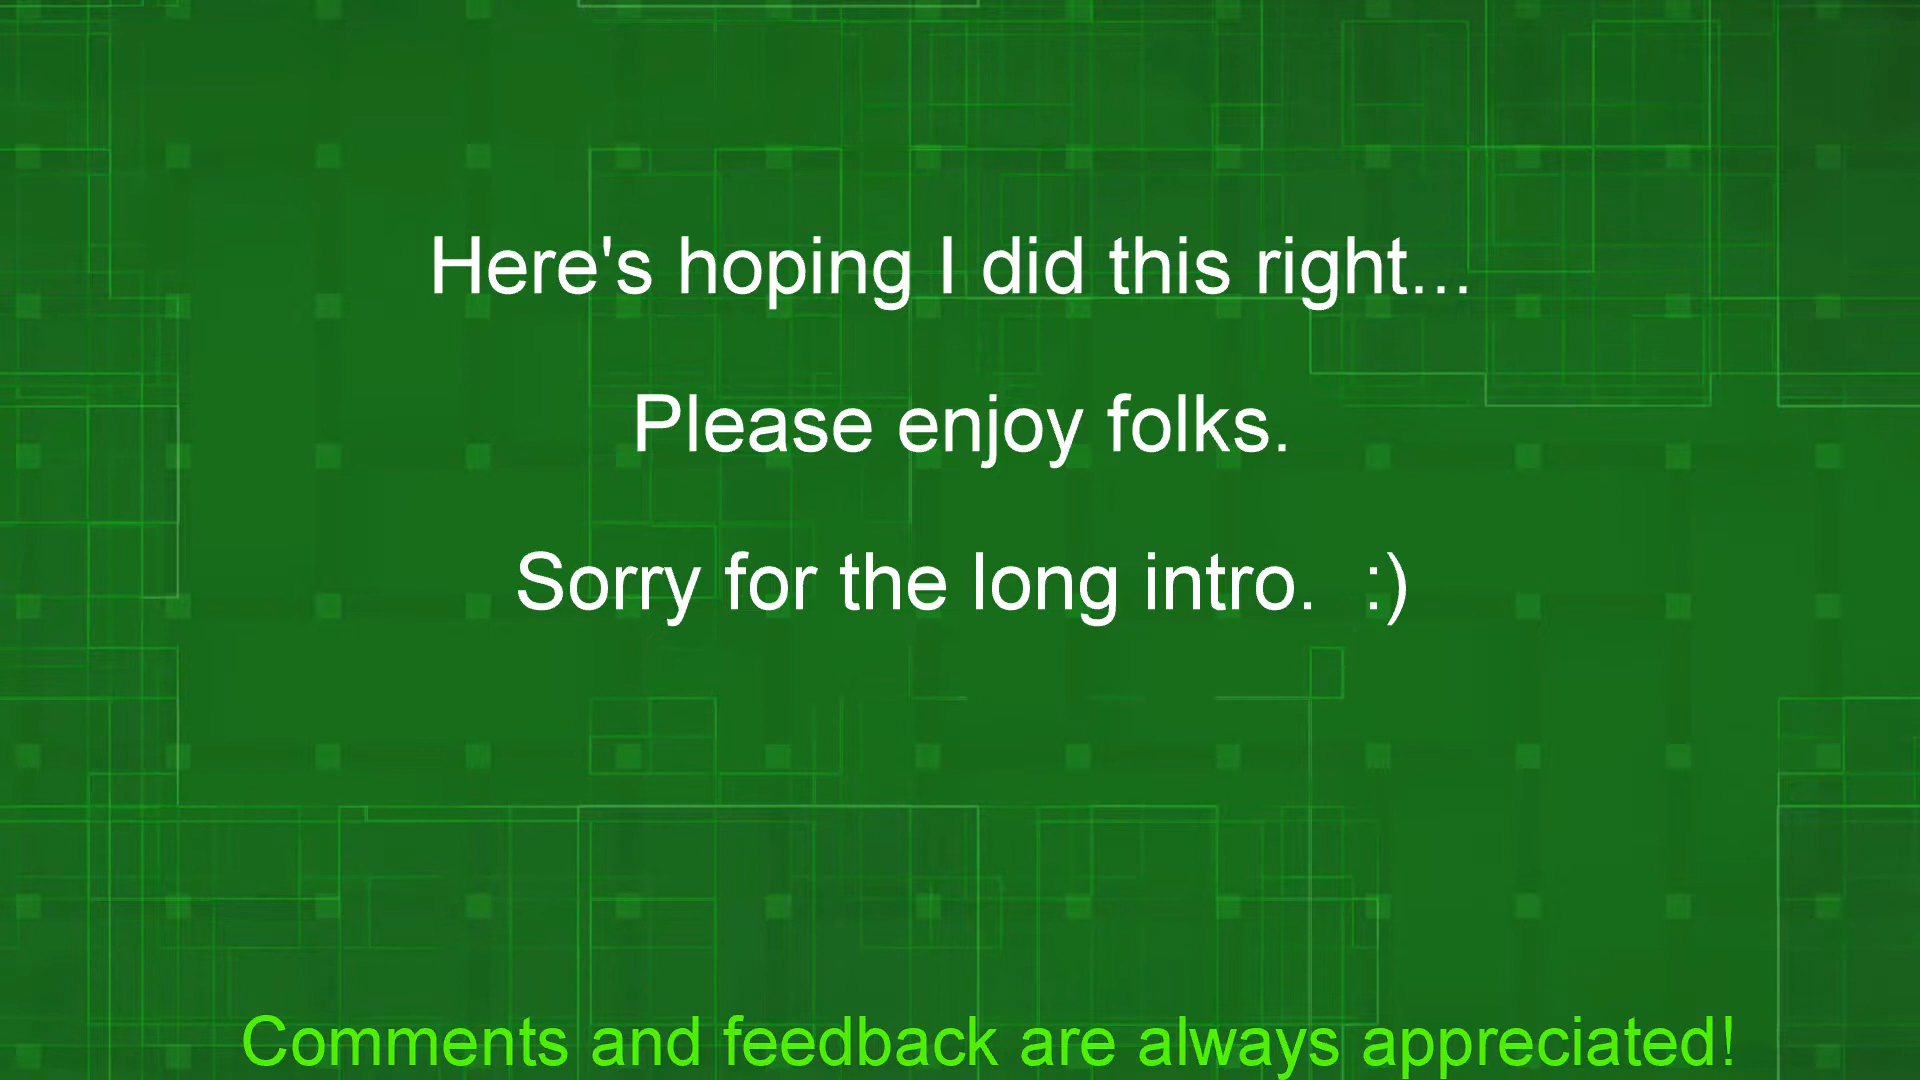 Here's hoping I did this right...
Please enjoy folks.
Sorry for the long intro.  :)
Comments and feedback are always appreciated!